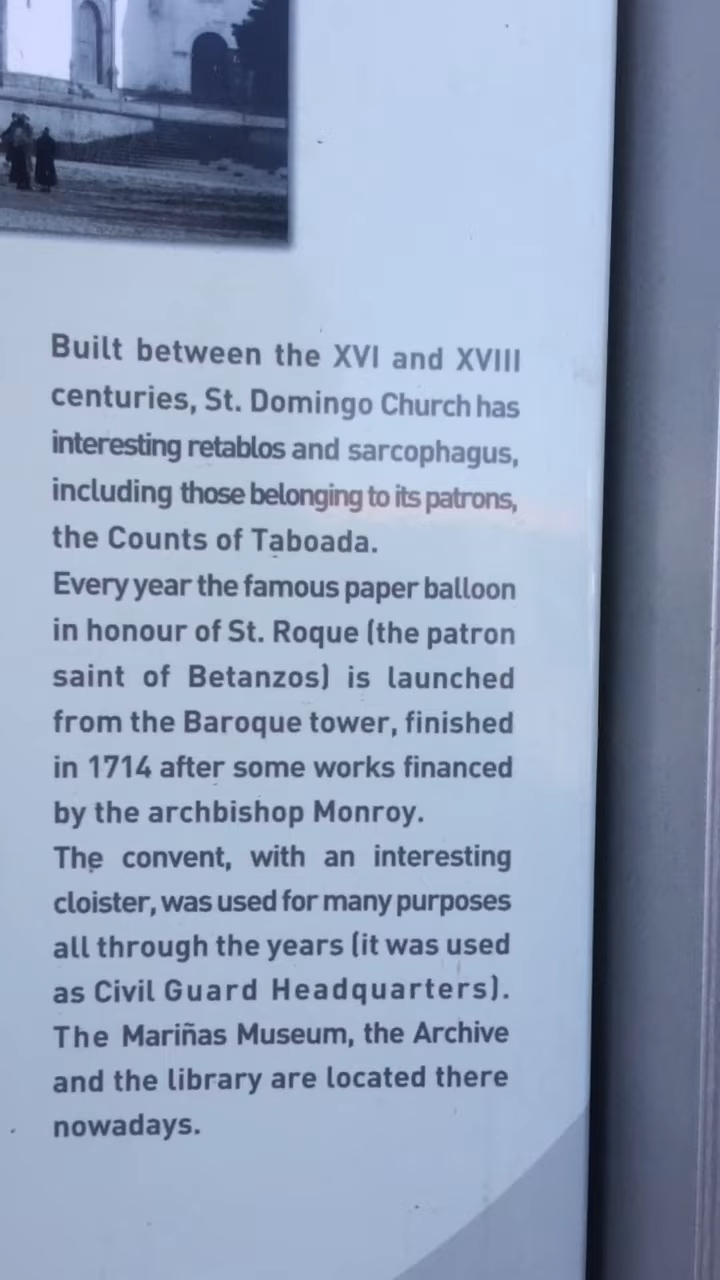 Built between the XVI and XVIII
centuries, St. Domingo Church has
interesting retablos and sarcophagus,
including those belonging to its patrons,
the Counts of Taboada.
Every year the famous paper balloon
in honour of St. Roque (the patron
saint of Betanzos) is launched
from the Baroque tower, finished
in 1714 after some works financed
by the archbishop Monroy.
The convent, with an interesting
cloister, was used for many purposes
all through the years (it was used
as Civil Guard Headquarters).
The Mariñas Museum, the Archive
and the library are located there
nowadays.